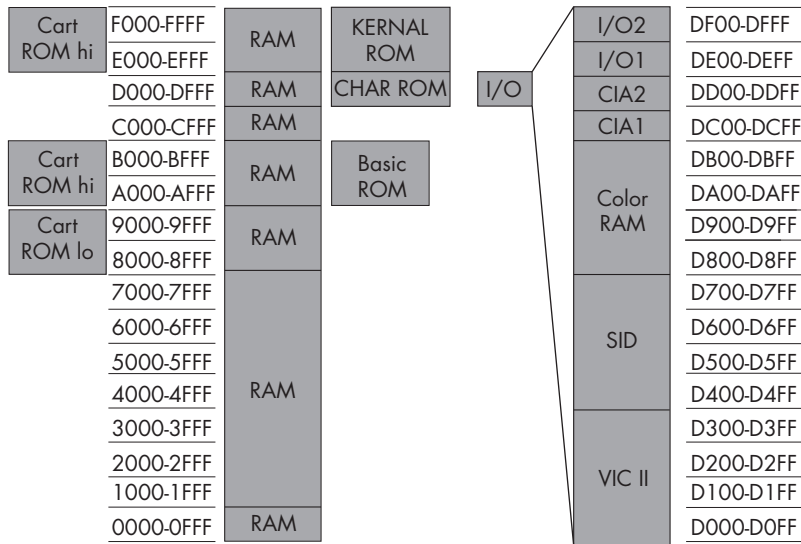 Cart
ROM hi
F000-FFFF
E000-EFFF
RAM
KERNAL
ROM
D000-DFFF
RAM
CHAR ROM
I/O
C000-CFFF
RAM
Cart
ROM hi
B000-BFFF
A000-AFFF
RAM
Basic
ROM
Cart
ROM lo
9000-9FFF
8000-8FFF
RAM
7000-7FFF
6000-6FFF
5000-5FFF
4000-4FFF
3000-3FFF
2000-2FFF
1000-1FFF
RAM
0000-0FFF
RAM
I/O2
DF00-DFFF
I/O1
DE00-DEFF
CIA2
DD00-DDFF
CIA1
DC00-DCFF
Color
RAM
DB00-DBFF
DA00-DAFF
D900-D9FF
D800-D8FF
SID
D700-D7FF
D600-D6FF
D500-D5FF
D400-D4FF
VIC II
D300-D3FF
D200-D2FF
D100-D1FF
D000-D0FF